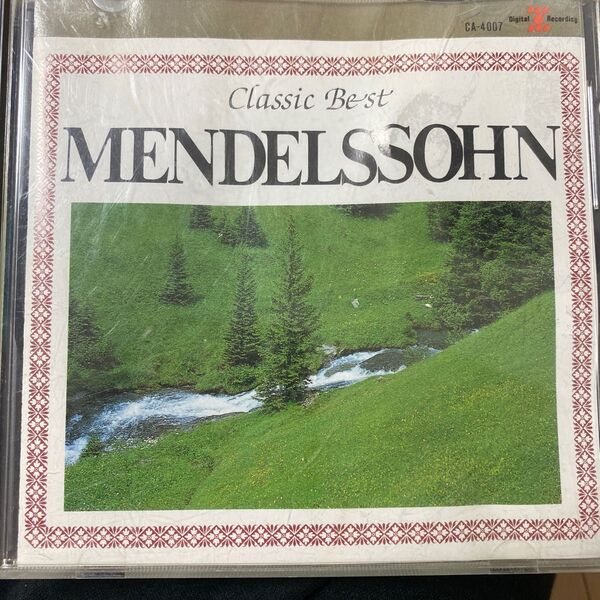 CA-4007 Digital Recording
Classic Best
MENDELSSOHN